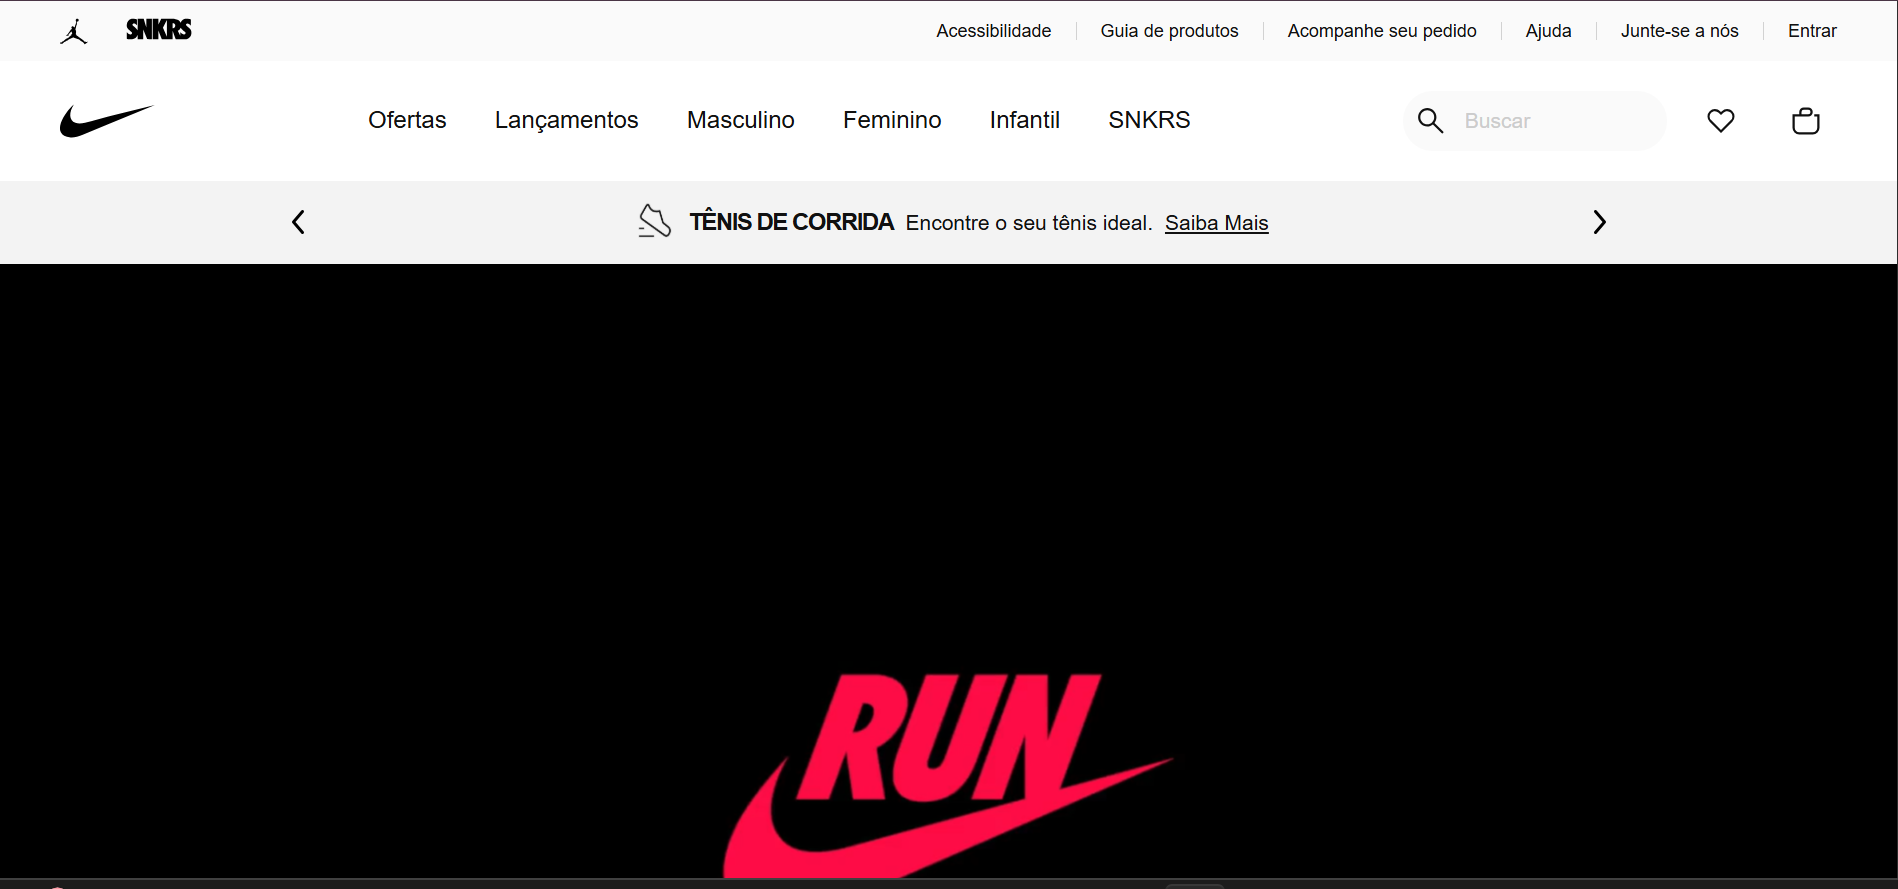 SNKRS Acessibilidade Guia de produtos Acompanhe seu pedido Ajuda Junte-se a nós Entrar
Ofertas Lançamentos Masculino Feminino Infantil SNKRS Buscar
TÊNIS DE CORRIDA Encontre o seu tênis ideal. Saiba Mais
RUN